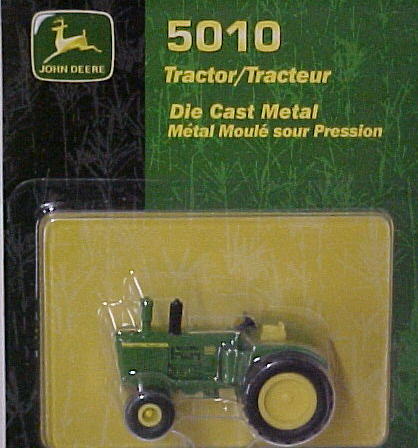 JOHN DEERE
5010
Tractor/Tracteur
Die Cast Metal
Métal Moulé sour Pression